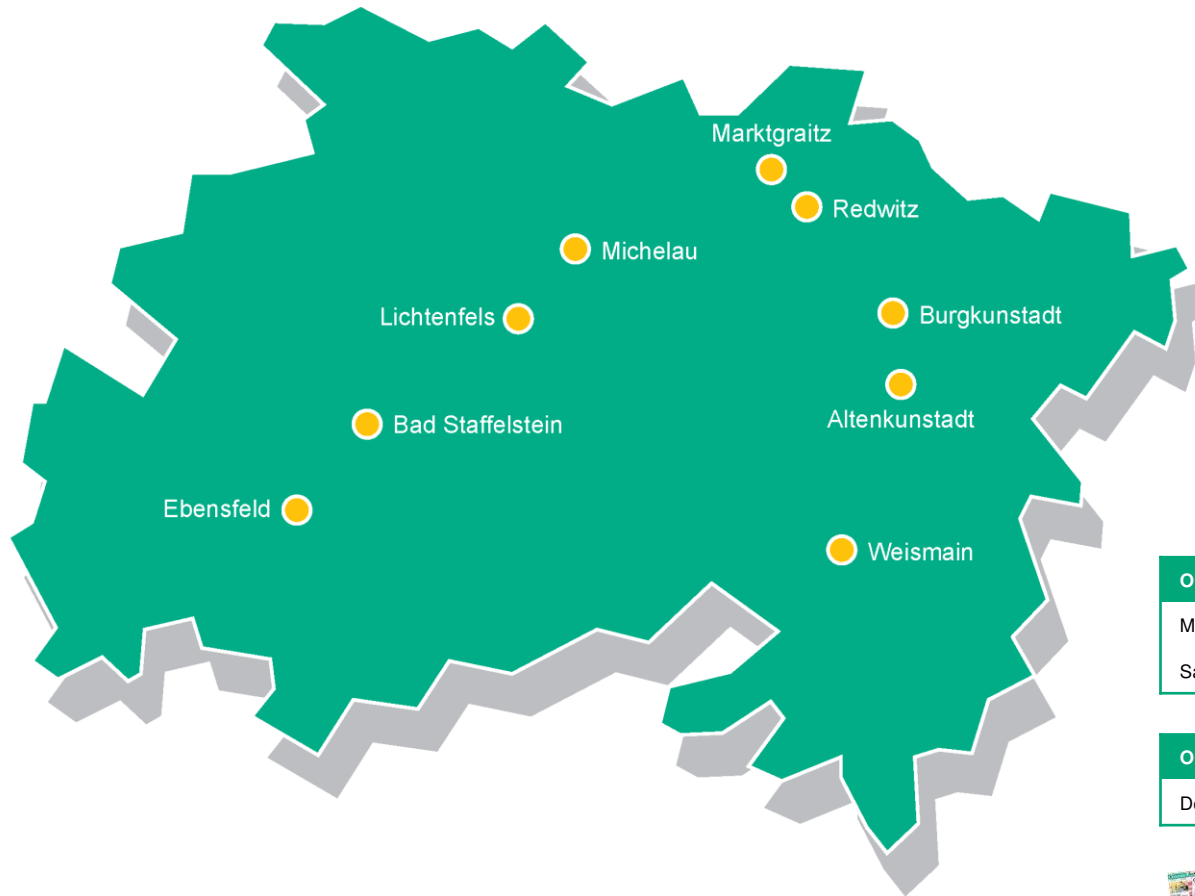 Marktgraitz
Redwitz
Michelau
Lichtenfels
Burgkunstadt
Altenkunstadt
Bad Staffelstein
Ebensfeld
Weismain